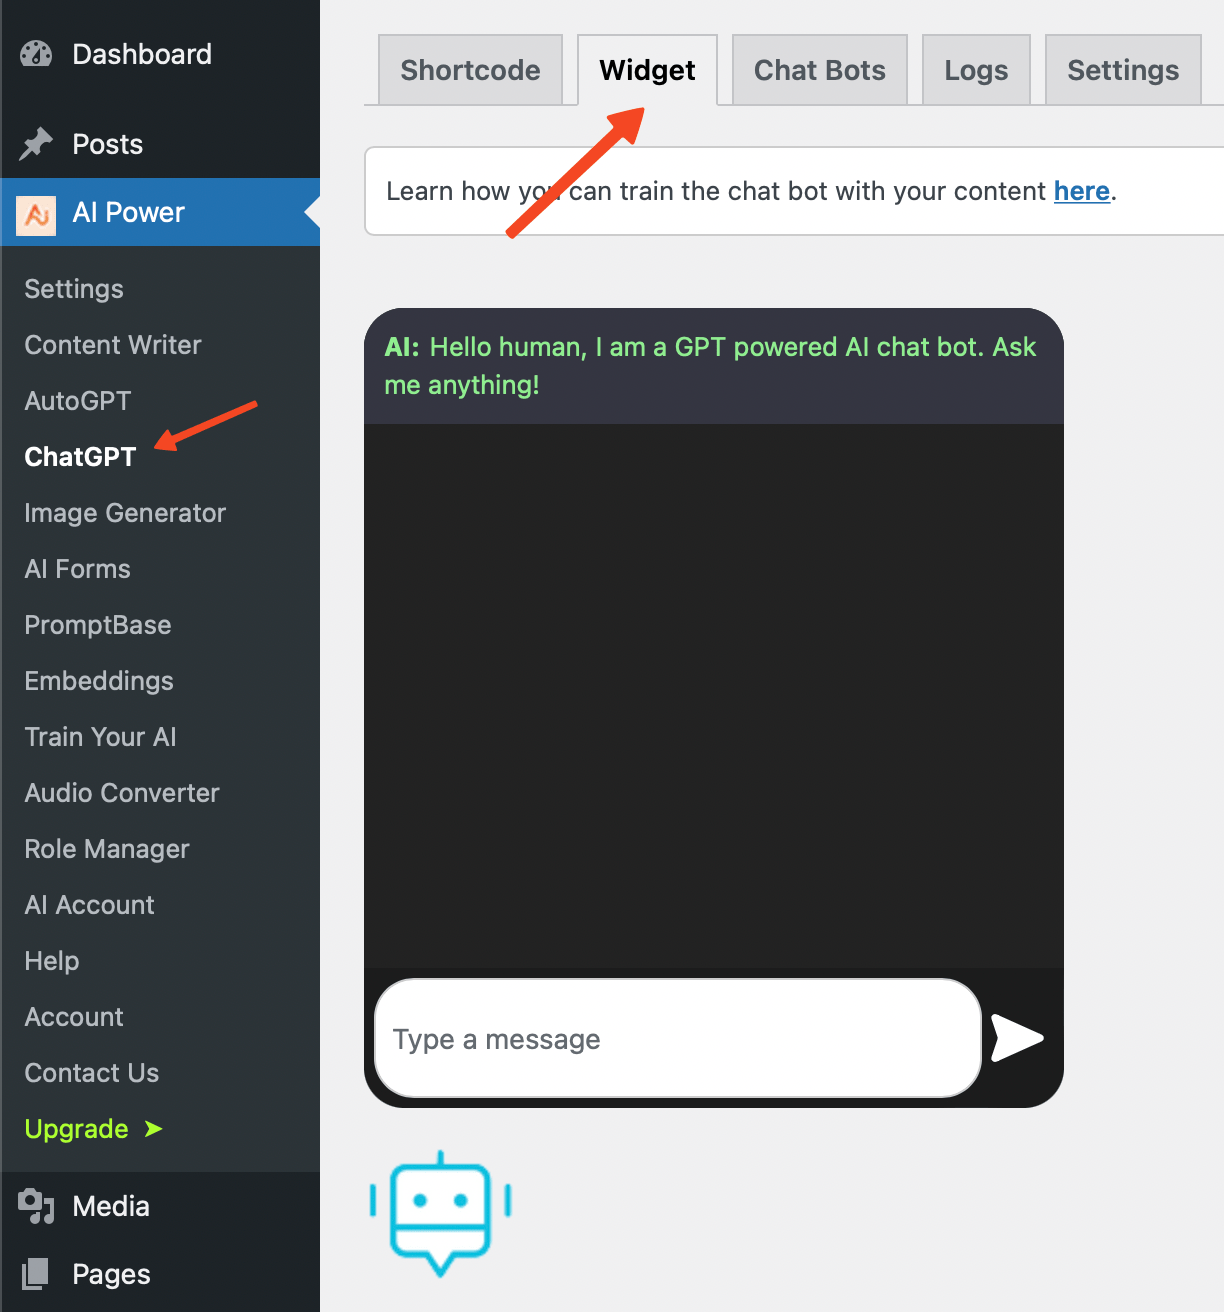 Dashboard
Posts
AI Power
Settings
Content Writer
AutoGPT
ChatGPT
Image Generator
AI Forms
PromptBase
Embeddings
Train Your AI
Audio Converter
Role Manager
AI Account
Help
Account
Contact Us
Upgrade ➤
Media
Pages
Shortcode
Widget
Chat Bots
Logs
Settings
Learn how you can train the chat bot with your content here.
AI: Hello human, I am a GPT powered AI chat bot. Ask
me anything!
Type a message